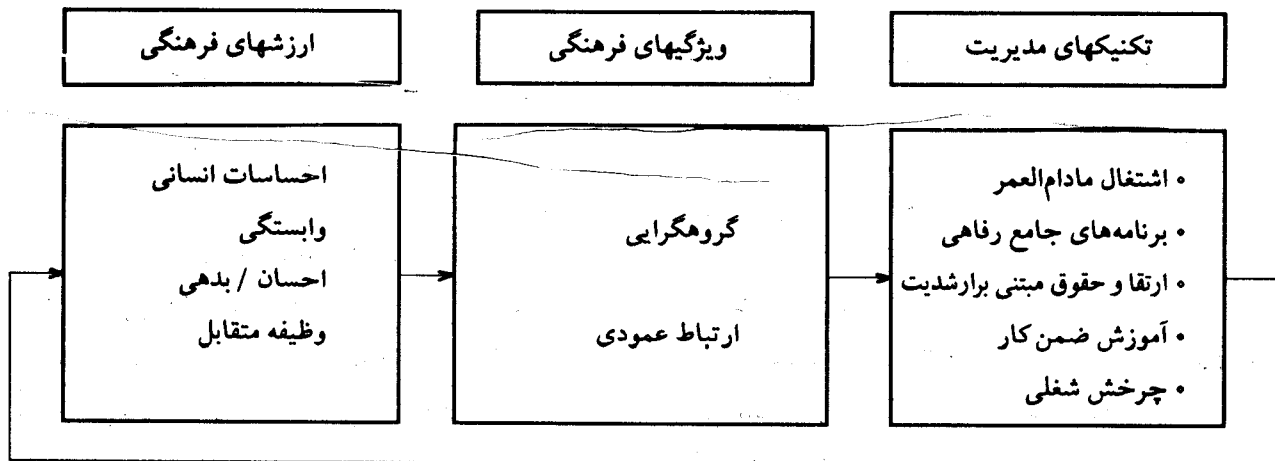 ارزشهای فرهنگی
ویژگیهای فرهنگی
تکنیکهای مدیریت
احساسات انسانی
وابستگی
احسان / بدهی
وظیفه متقابل
گروهگرایی
ارتباط عمودی
• اشتغال مادام‌العمر
• برنامه‌های جامع رفاهی
• ارتقا و حقوق مبتنی برارشدیت
• آموزش ضمن کار
• چرخش شغلی